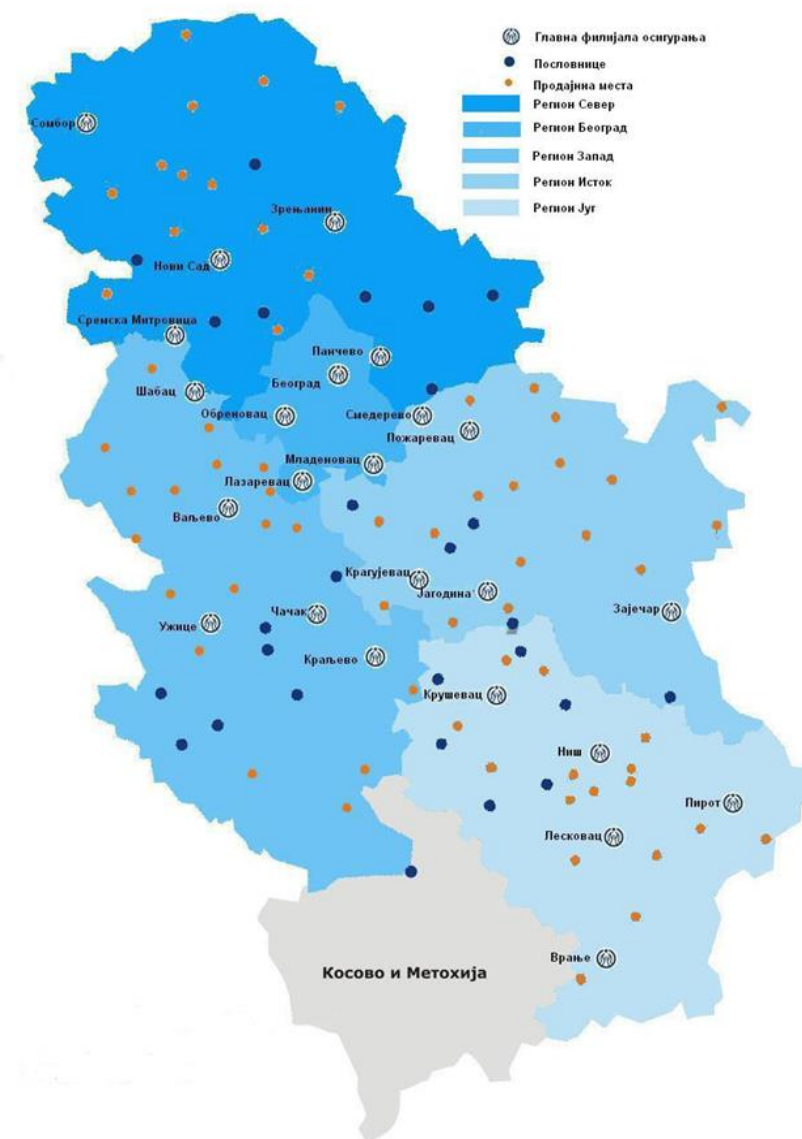 Главна филијала осигурања
Пословнице
Продајнина места
Регион Север
Регион Београд
Регион Запад
Регион Исток
Регион Југ
Сомбор
Зрењанин
Нови Сад
Сремска Митровица
Панчево
Београд
Шабац
Обреновац
Смедерево
Пожаревац
Младеновац
Лазаревац
Ваљево
Крагујевац
Јагодина
Чачак
Зајечар
Ужице
Краљево
Крушевац
Ниш
Пирот
Лесковац
Врање
Косово и Метохија